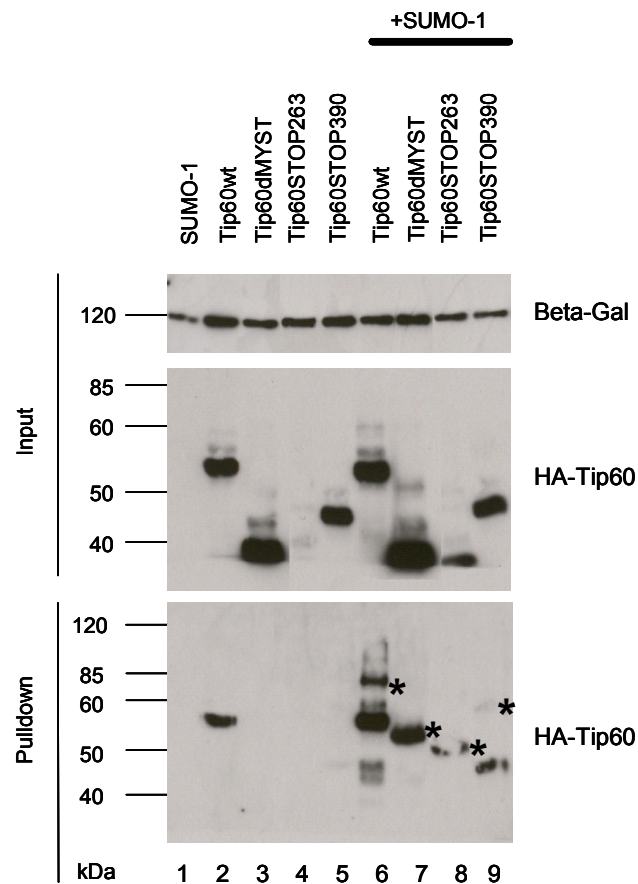 +SUMO-1
SUMO-1
Tip60wt
Tip60dMYST
Tip60STOP263
Tip60STOP390
Tip60wt
Tip60dMYST
Tip60STOP263
Tip60STOP390
120
Beta-Gal
Input
85
60
50
40
HA-Tip60
Pulldown
120
85
60
50
40
*
*
*
*
HA-Tip60
kDa 1 2 3 4 5 6 7 8 9